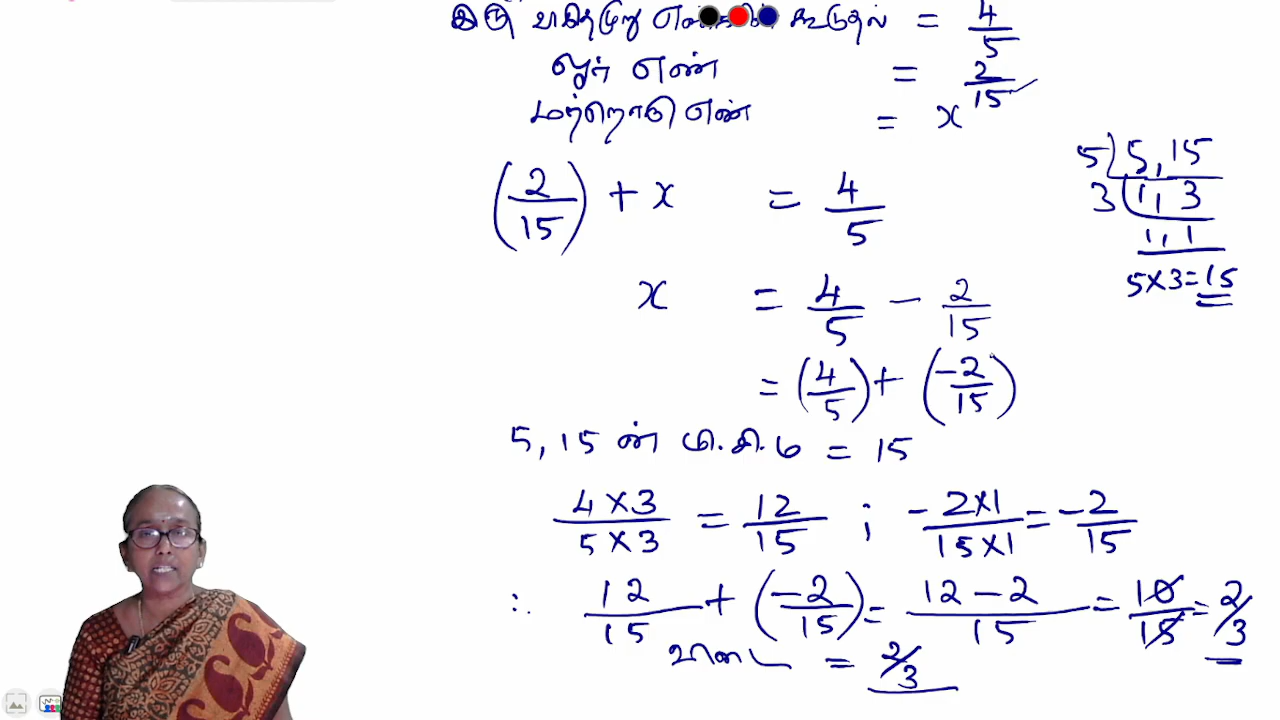 இரு விகிதமுறு எண்களின் கூடுதல் = 4/5
ஓர் எண் = 2/15
மற்றொரு எண் = x
(2/15) + x = 4/5
x = 4/5 - 2/15
= (4/5) + (-2/15)
5 | 5, 15
3 | 1, 3
1, 1
5×3=15
5, 15 ன் மீ.சி.ம = 15
4×3/5×3 = 12/15 ; -2×1/15×1 = -2/15
∴ 12/15 + (-2/15) = 12-2/15 = 10/15 = 2/3
விடை = 2/3